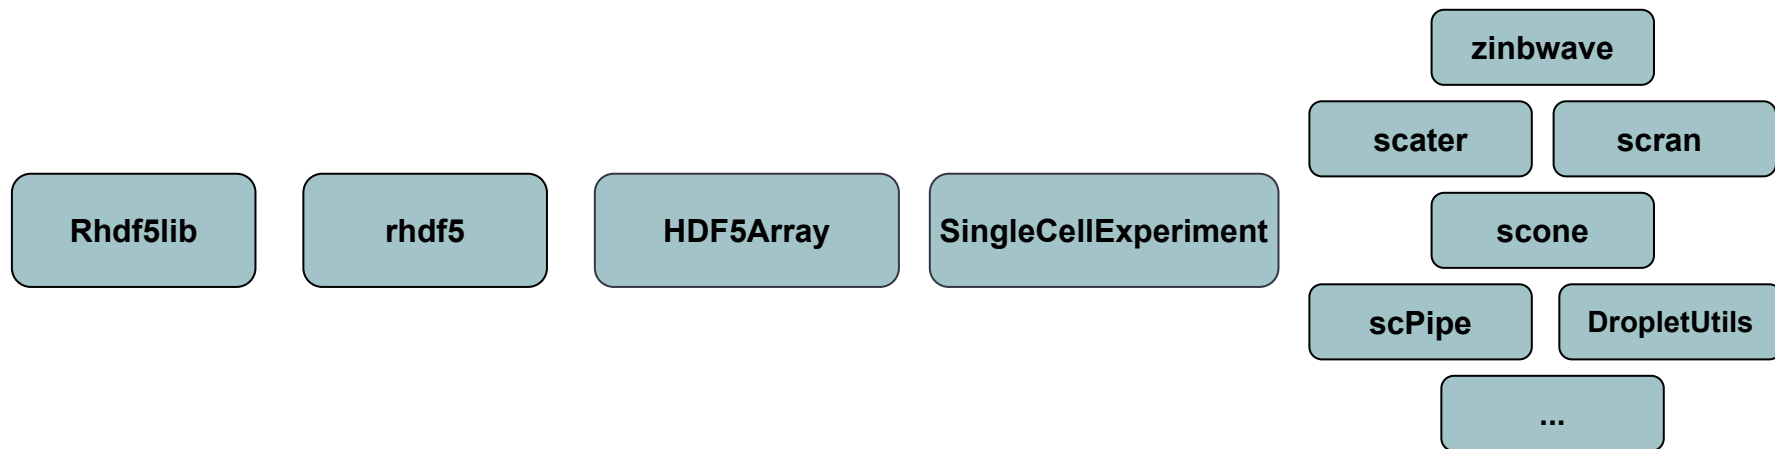 Rhdf5lib
rhdf5
HDF5Array
SingleCellExperiment
zinbwave
scater
scran
scone
scPipe
DropletUtils
...